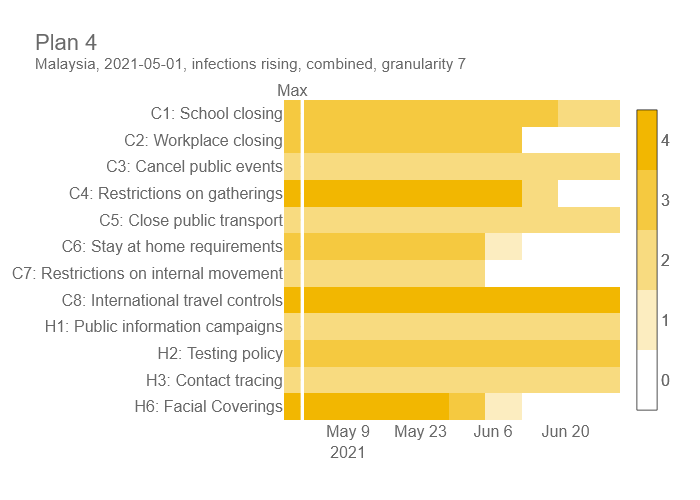 Plan 4
Malaysia, 2021-05-01, infections rising, combined, granularity 7
Max
C1: School closing
C2: Workplace closing
C3: Cancel public events
C4: Restrictions on gatherings
C5: Close public transport
C6: Stay at home requirements
C7: Restrictions on internal movement
C8: International travel controls
H1: Public information campaigns
H2: Testing policy
H3: Contact tracing
H6: Facial Coverings
4
3
2
1
0
May 9 May 23 Jun 6 Jun 20
2021